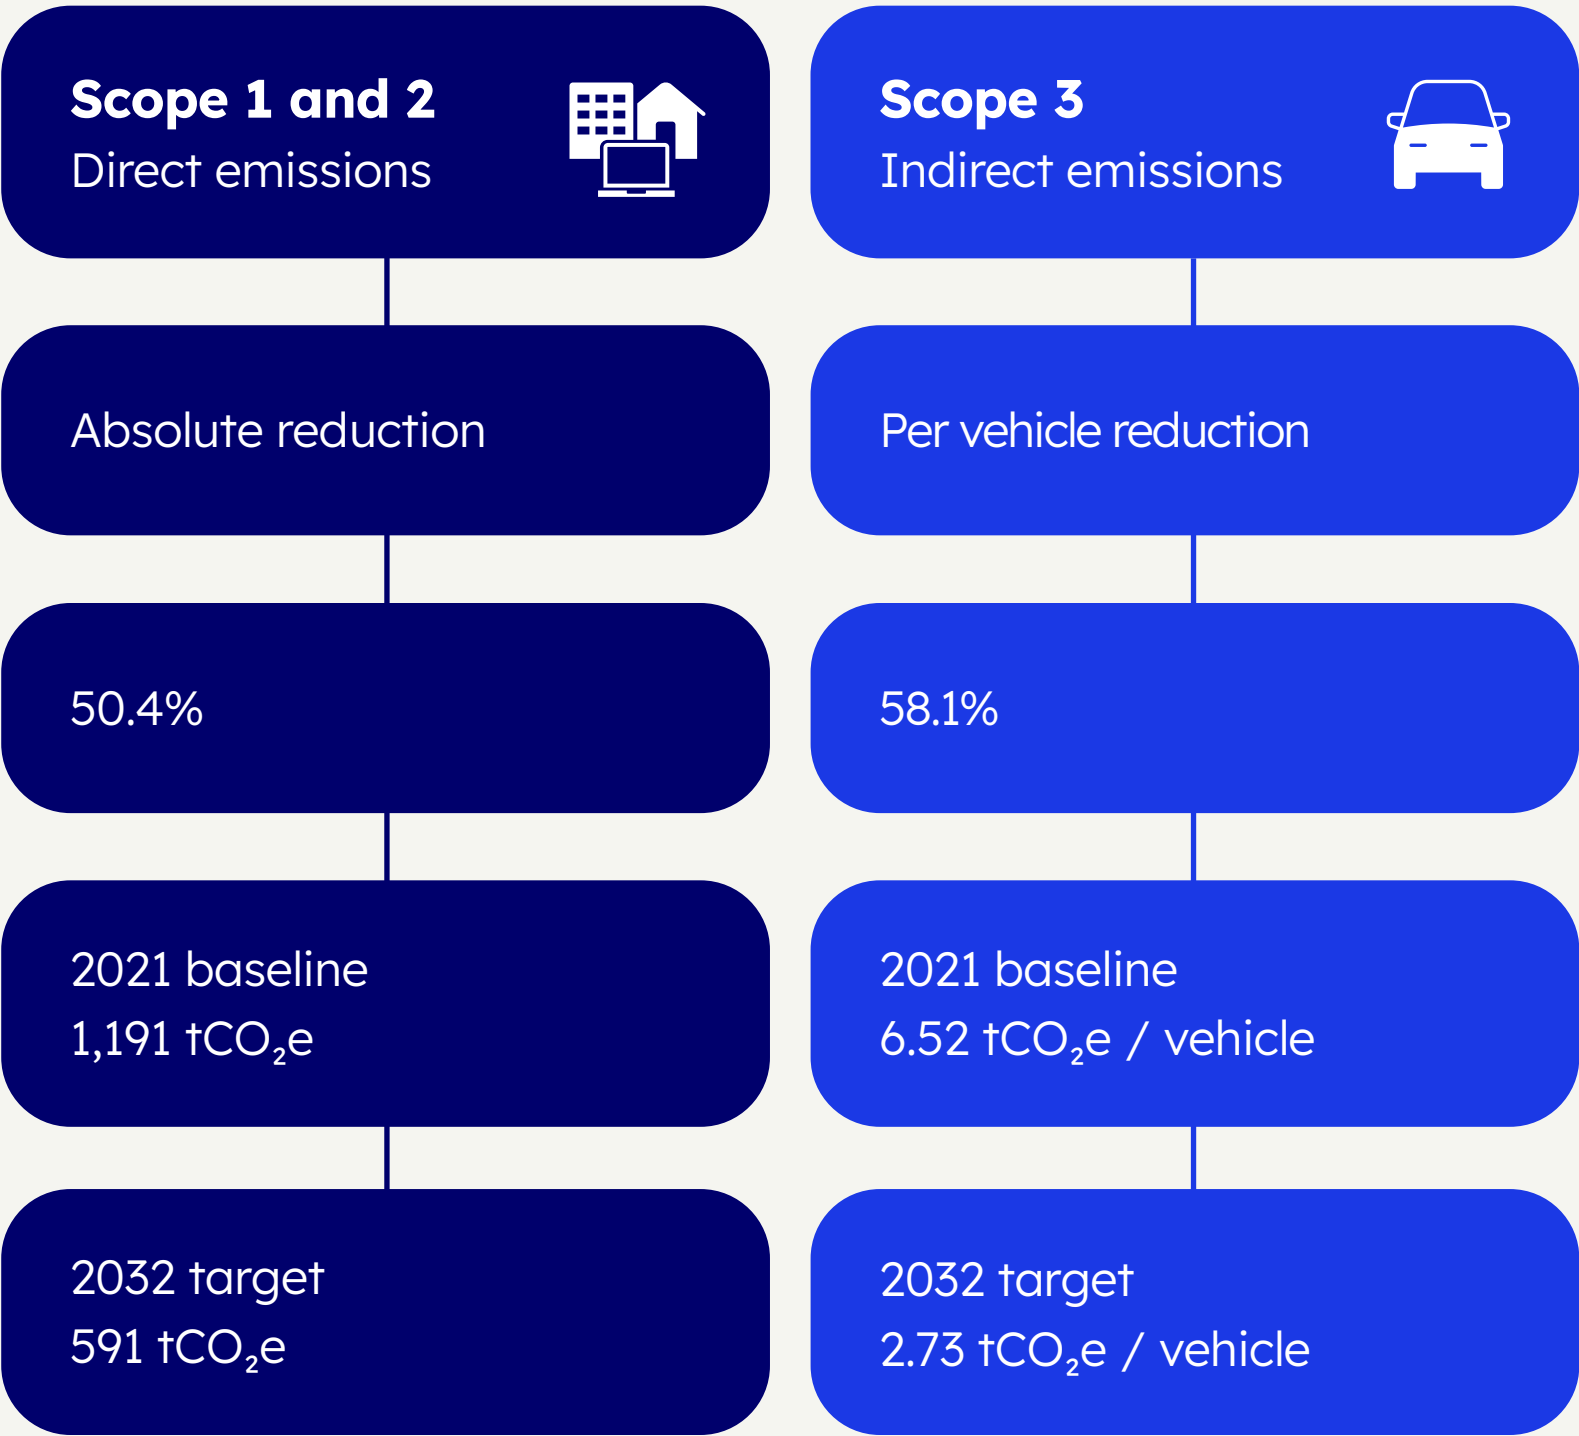 Scope 1 and 2
Direct emissions
Absolute reduction
50.4%
2021 baseline
1,191 tCO₂e
2032 target
591 tCO₂e
Scope 3
Indirect emissions
Per vehicle reduction
58.1%
2021 baseline
6.52 tCO₂e / vehicle
2032 target
2.73 tCO₂e / vehicle